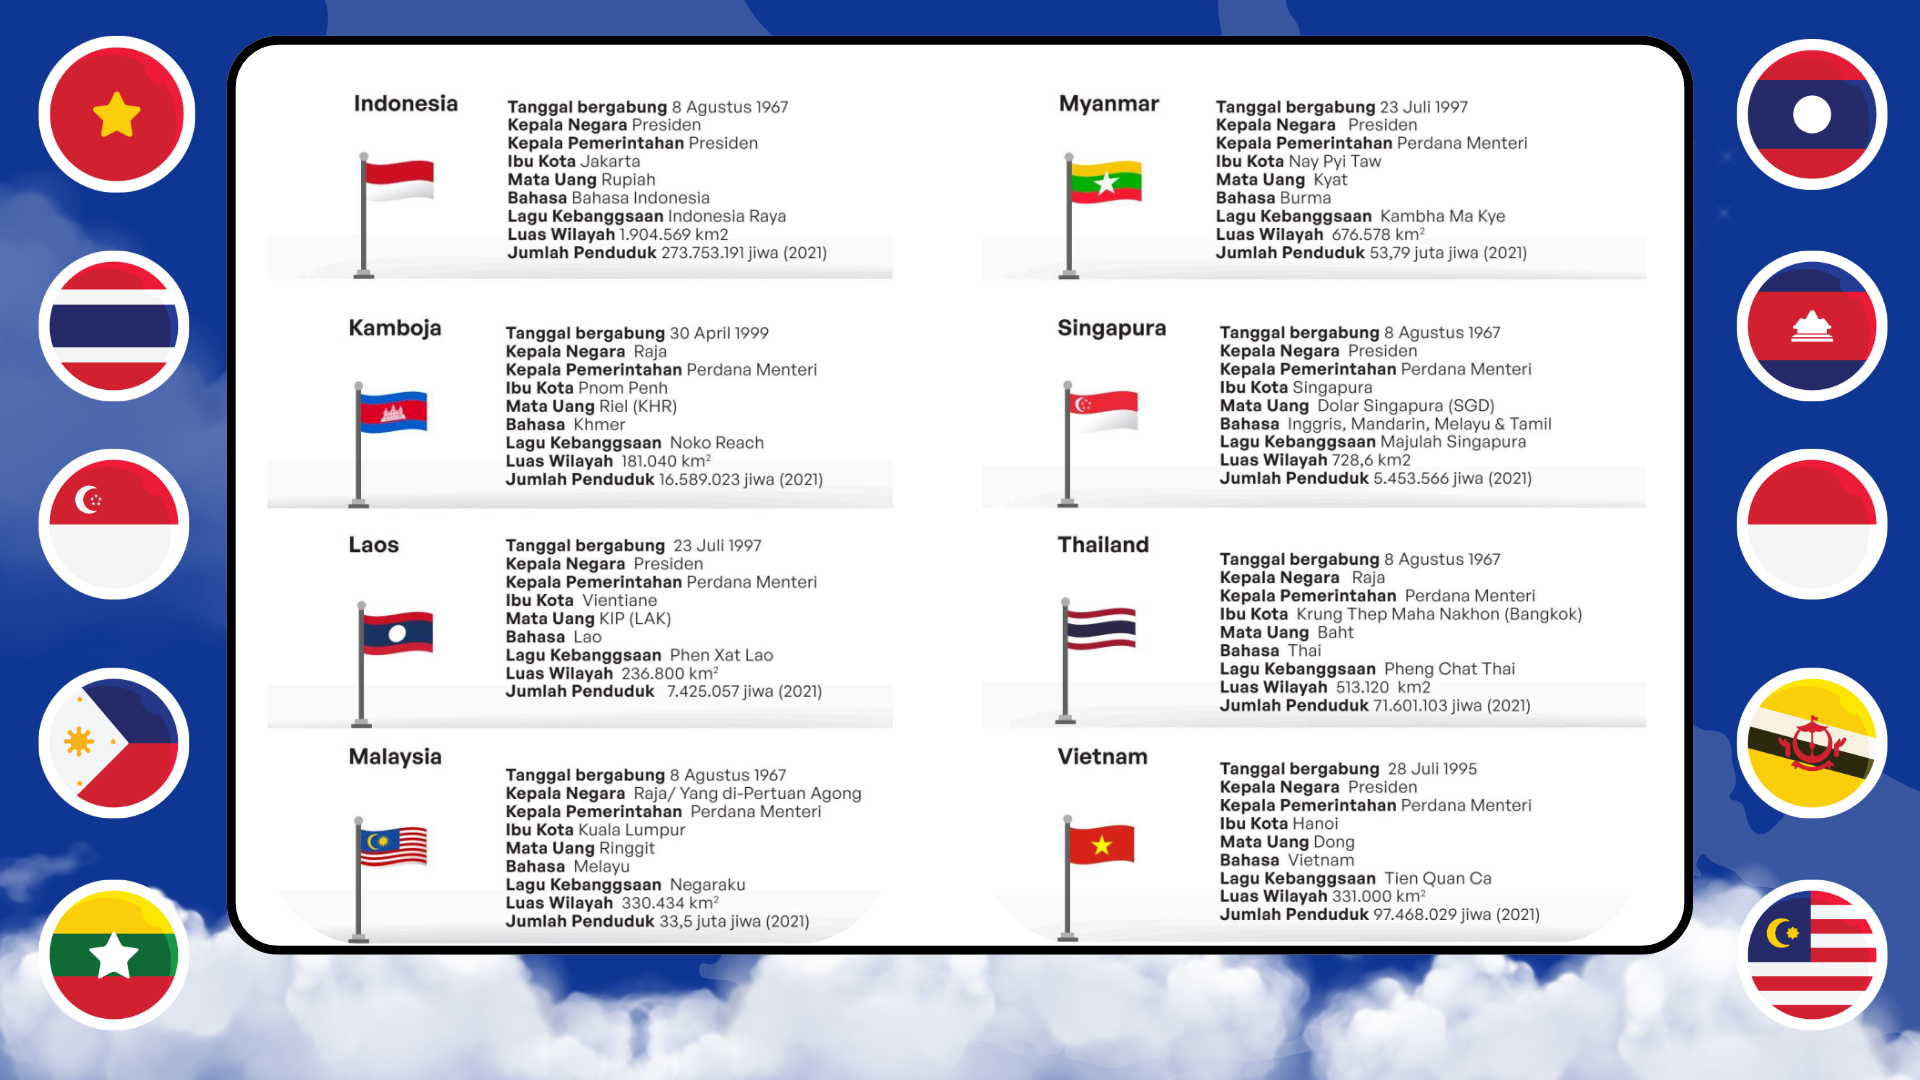 Indonesia
Tanggal bergabung 8 Agustus 1967
Kepala Negara Presiden
Kepala Pemerintahan Presiden
Ibu Kota Jakarta
Mata Uang Rupiah
Bahasa Bahasa Indonesia
Lagu Kebanggsaan Indonesia Raya
Luas Wilayah 1.904.569 km2
Jumlah Penduduk 273.753.191 jiwa (2021)
Kamboja
Tanggal bergabung 30 April 1999
Kepala Negara Raja
Kepala Pemerintahan Perdana Menteri
Ibu Kota Pnom Penh
Mata Uang Riel (KHR)
Bahasa Khmer
Lagu Kebanggsaan Noko Reach
Luas Wilayah 181.040 km²
Jumlah Penduduk 16.589.023 jiwa (2021)
Laos
Tanggal bergabung 23 Juli 1997
Kepala Negara Presiden
Kepala Pemerintahan Perdana Menteri
Ibu Kota Vientiane
Mata Uang KIP (LAK)
Bahasa Lao
Lagu Kebanggsaan Phen Xat Lao
Luas Wilayah 236.800 km²
Jumlah Penduduk 7.425.057 jiwa (2021)
Malaysia
Tanggal bergabung 8 Agustus 1967
Kepala Negara Raja/ Yang di-Pertuan Agong
Kepala Pemerintahan Perdana Menteri
Ibu Kota Kuala Lumpur
Mata Uang Ringgit
Bahasa Melayu
Lagu Kebanggsaan Negaraku
Luas Wilayah 330.434 km²
Jumlah Penduduk 33,5 juta jiwa (2021)
Myanmar
Tanggal bergabung 23 Juli 1997
Kepala Negara Presiden
Kepala Pemerintahan Perdana Menteri
Ibu Kota Nay Pyi Taw
Mata Uang Kyat
Bahasa Burma
Lagu Kebanggsaan Kambha Ma Kye
Luas Wilayah 676.578 km²
Jumlah Penduduk 53,79 juta jiwa (2021)
Singapura
Tanggal bergabung 8 Agustus 1967
Kepala Negara Presiden
Kepala Pemerintahan Perdana Menteri
Ibu Kota Singapura
Mata Uang Dolar Singapura (SGD)
Bahasa Inggris, Mandarin, Melayu & Tamil
Lagu Kebanggsaan Majulah Singapura
Luas Wilayah 728,6 km2
Jumlah Penduduk 5.453.566 jiwa (2021)
Thailand
Tanggal bergabung 8 Agustus 1967
Kepala Negara Raja
Kepala Pemerintahan Perdana Menteri
Ibu Kota Krung Thep Maha Nakhon (Bangkok)
Mata Uang Baht
Bahasa Thai
Lagu Kebanggsaan Pheng Chat Thai
Luas Wilayah 513.120 km2
Jumlah Penduduk 71.601.103 jiwa (2021)
Vietnam
Tanggal bergabung 28 Juli 1995
Kepala Negara Presiden
Kepala Pemerintahan Perdana Menteri
Ibu Kota Hanoi
Mata Uang Dong
Bahasa Vietnam
Lagu Kebanggsaan Tien Quan Ca
Luas Wilayah 331.000 km²
Jumlah Penduduk 97.468.029 jiwa (2021)